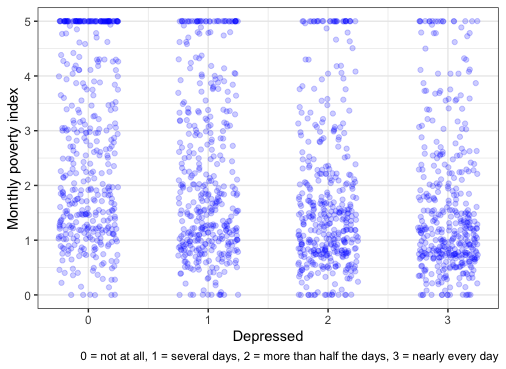 5
4
3
2
1
0
Monthly poverty index
0 1 2 3
Depressed
0 = not at all, 1 = several days, 2 = more than half the days, 3 = nearly every day